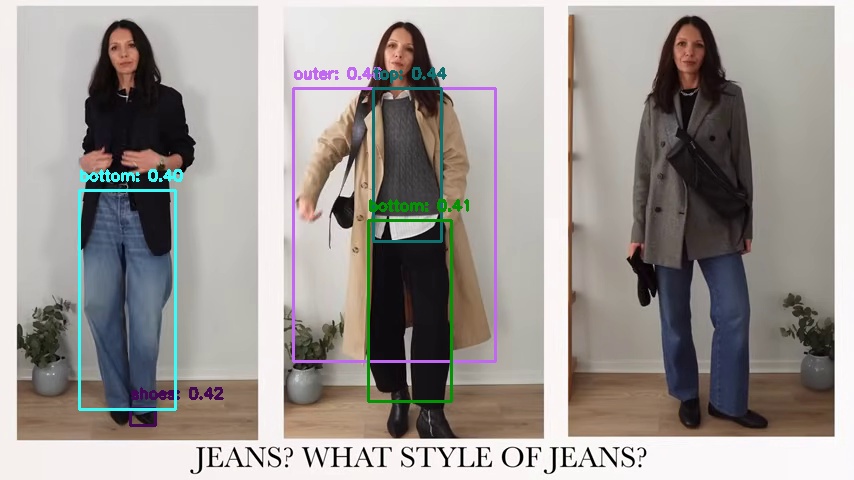 outer: 0.4
top: 0.44
bottom: 0.40
bottom: 0.41
shoes: 0.42
JEANS? WHAT STYLE OF JEANS?